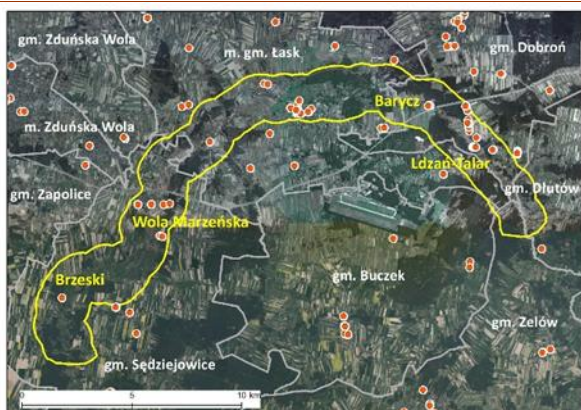 gm. Zduńska Wola
m. gm. Łask
gm. Dobroń
Barycz
m. Zduńska Wola
Ldzań-Talar
gm. Zapolice
gm. Dłutów
Wola Marzeńska
Brzeski
gm. Buczek
gm. Zelów
gm. Sędziejowice
0 5 10 km